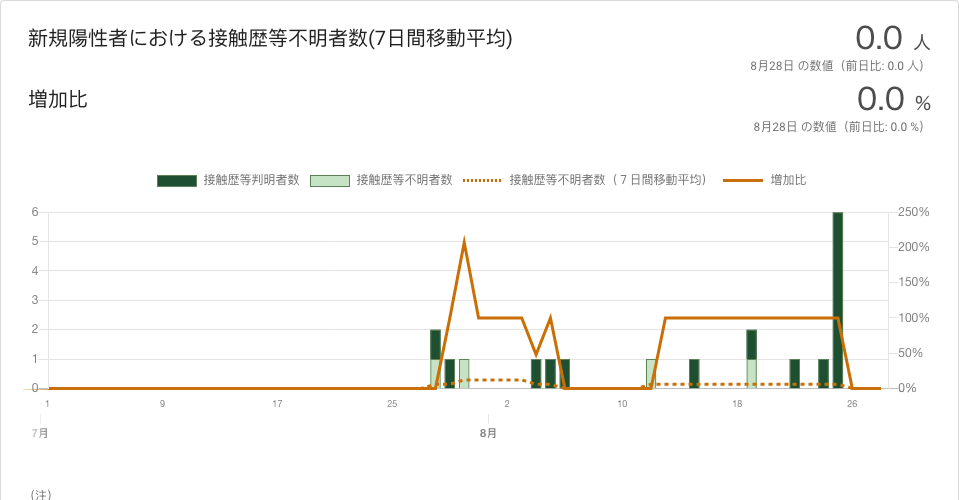 新規陽性者における接触歴等不明者数(7日間移動平均)
0.0 人
8月28日 の数値（前日比: 0.0 人）
増加比
0.0 %
8月28日 の数値（前日比: 0.0 %）
接触歴等判明者数 接触歴等不明者数 接触歴等不明者数（７日間移動平均） 増加比
6 250%
5 200%
4 150%
3 100%
2 50%
1 0%
0
1 9 17 25 2 10 18 26
7月 8月
（注）